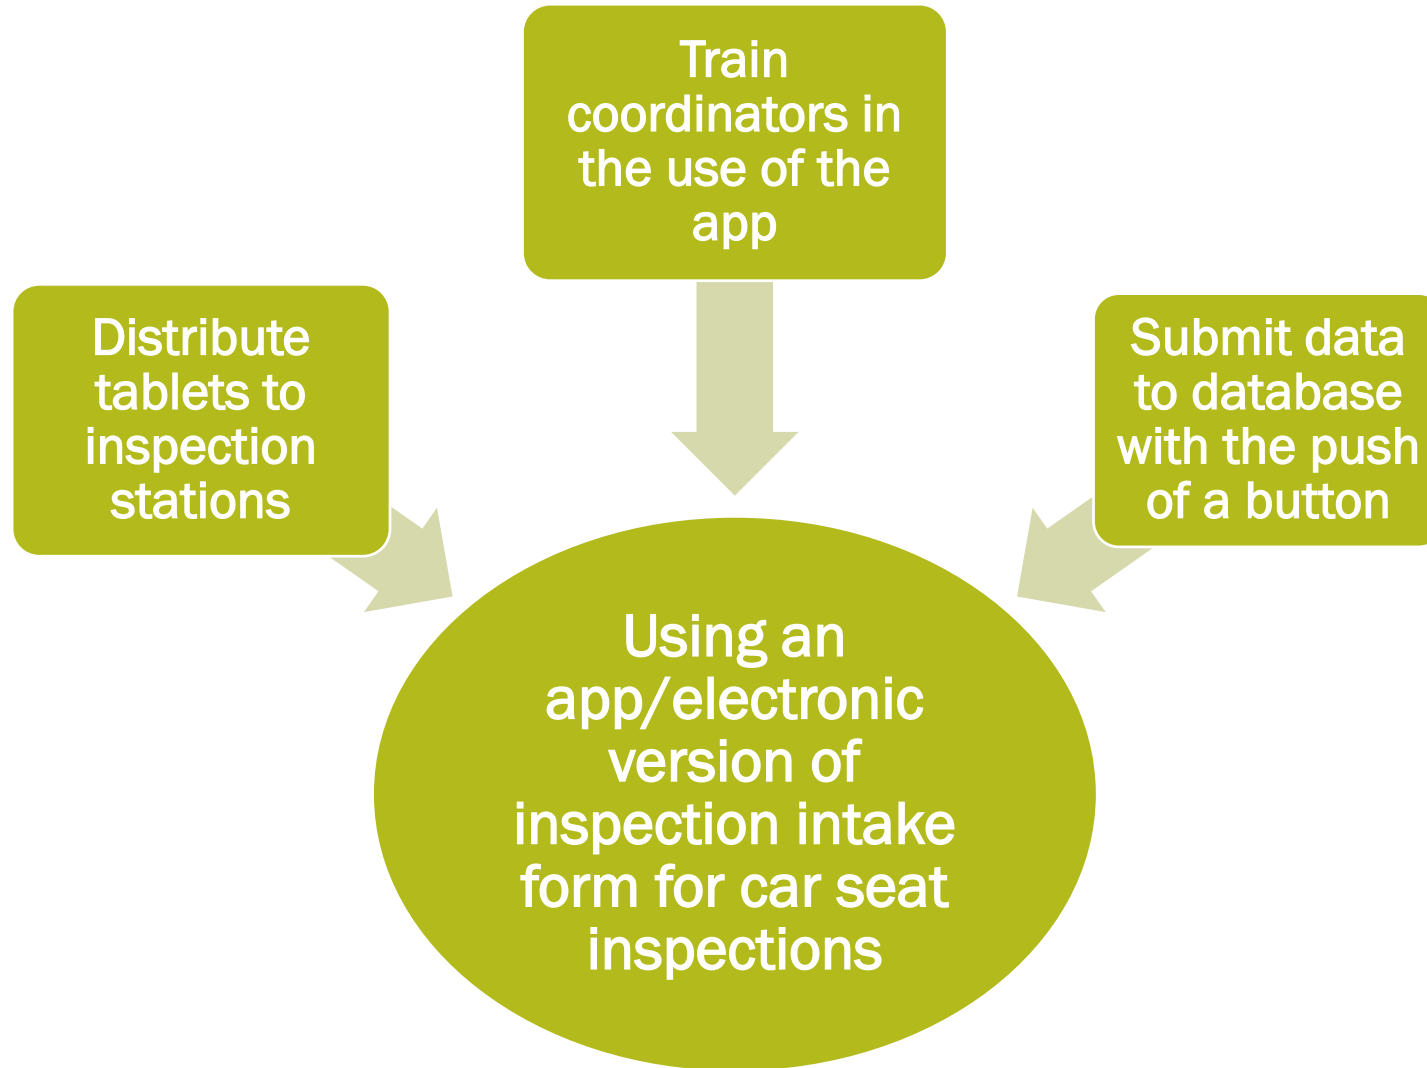 Train
coordinators in
the use of the
app
Distribute
tablets to
inspection
stations
Submit data
to database
with the push
of a button
Using an
app/electronic
version of
inspection intake
form for car seat
inspections